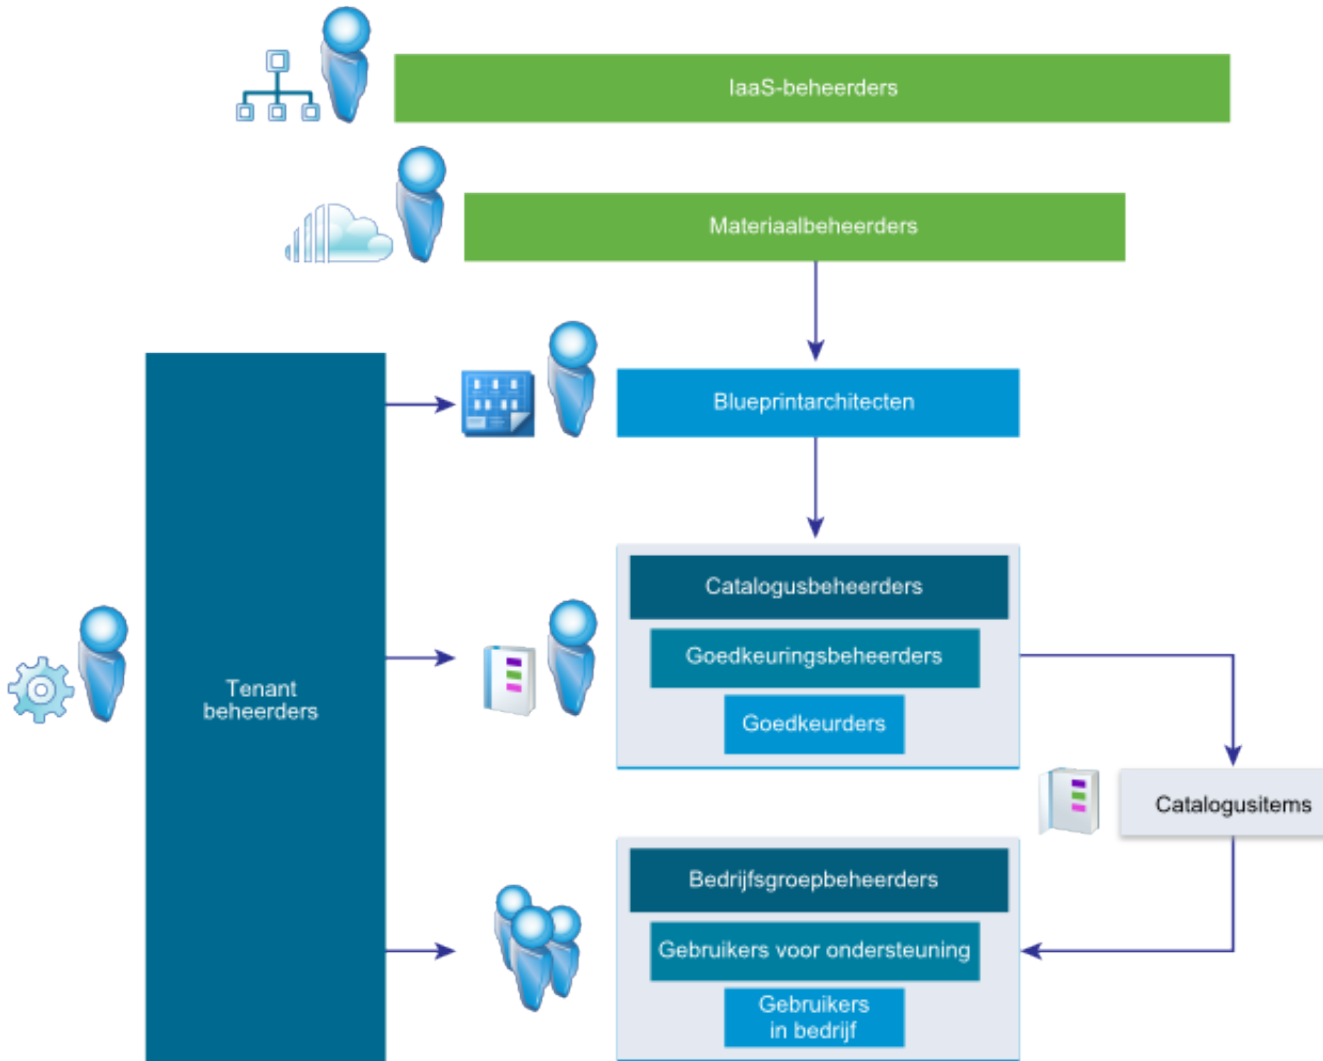 IaaS-beheerders
Materiaalbeheerders
Blueprintarchitecten
Catalogusbeheerders
Goedkeuringsbeheerders
Goedkeurders
Tenant
beheerders
Catalogusitems
Bedrijfsgroepbeheerders
Gebruikers voor ondersteuning
Gebruikers
in bedrijf